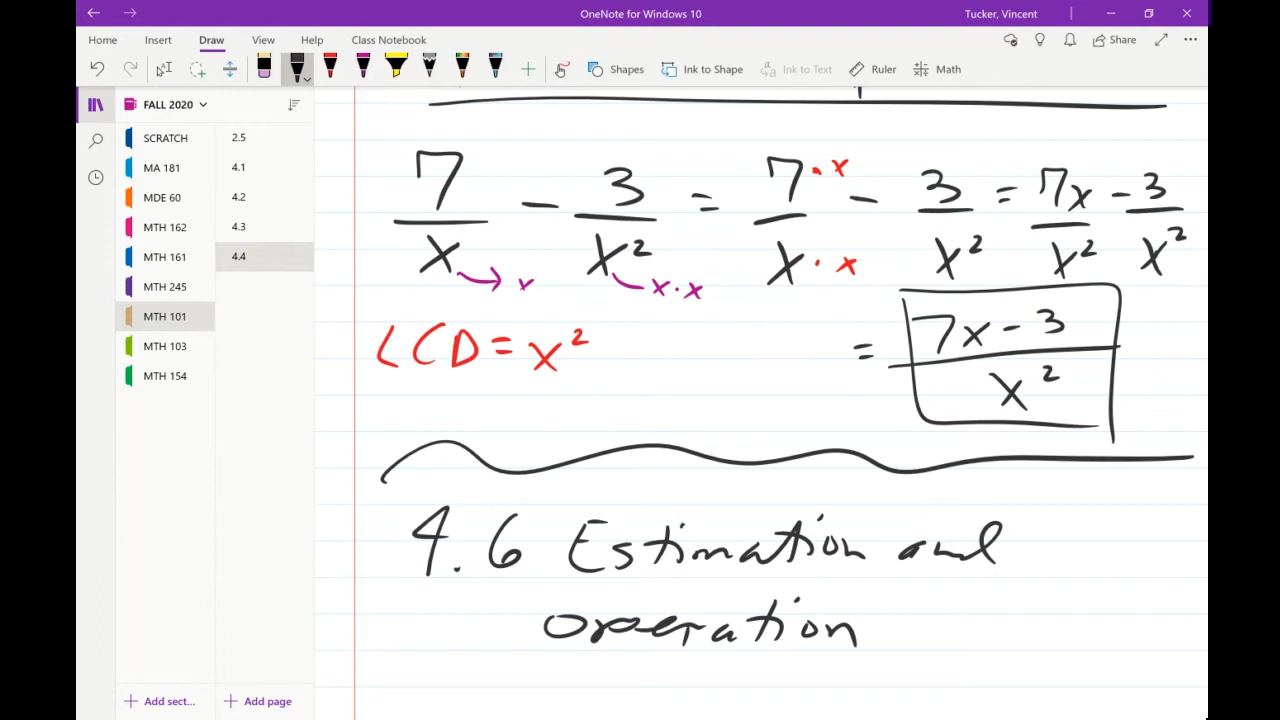 OneNote for Windows 10
Tucker, Vincent
Home Insert Draw View Help Class Notebook
Share
Shapes Ink to Shape Ink to Text Ruler Math
FALL 2020
SCRATCH
MA 181
MDE 60
MTH 162
MTH 161
MTH 245
MTH 101
MTH 103
MTH 154
Add sect...
2.5
4.1
4.2
4.3
4.4
Add page
7/x - 3/x² = 7·x/x·x - 3/x² = 7x/x² - 3/x²
x x·x
LCD = x²
= 7x - 3/x²
4.6 Estimation and
operation